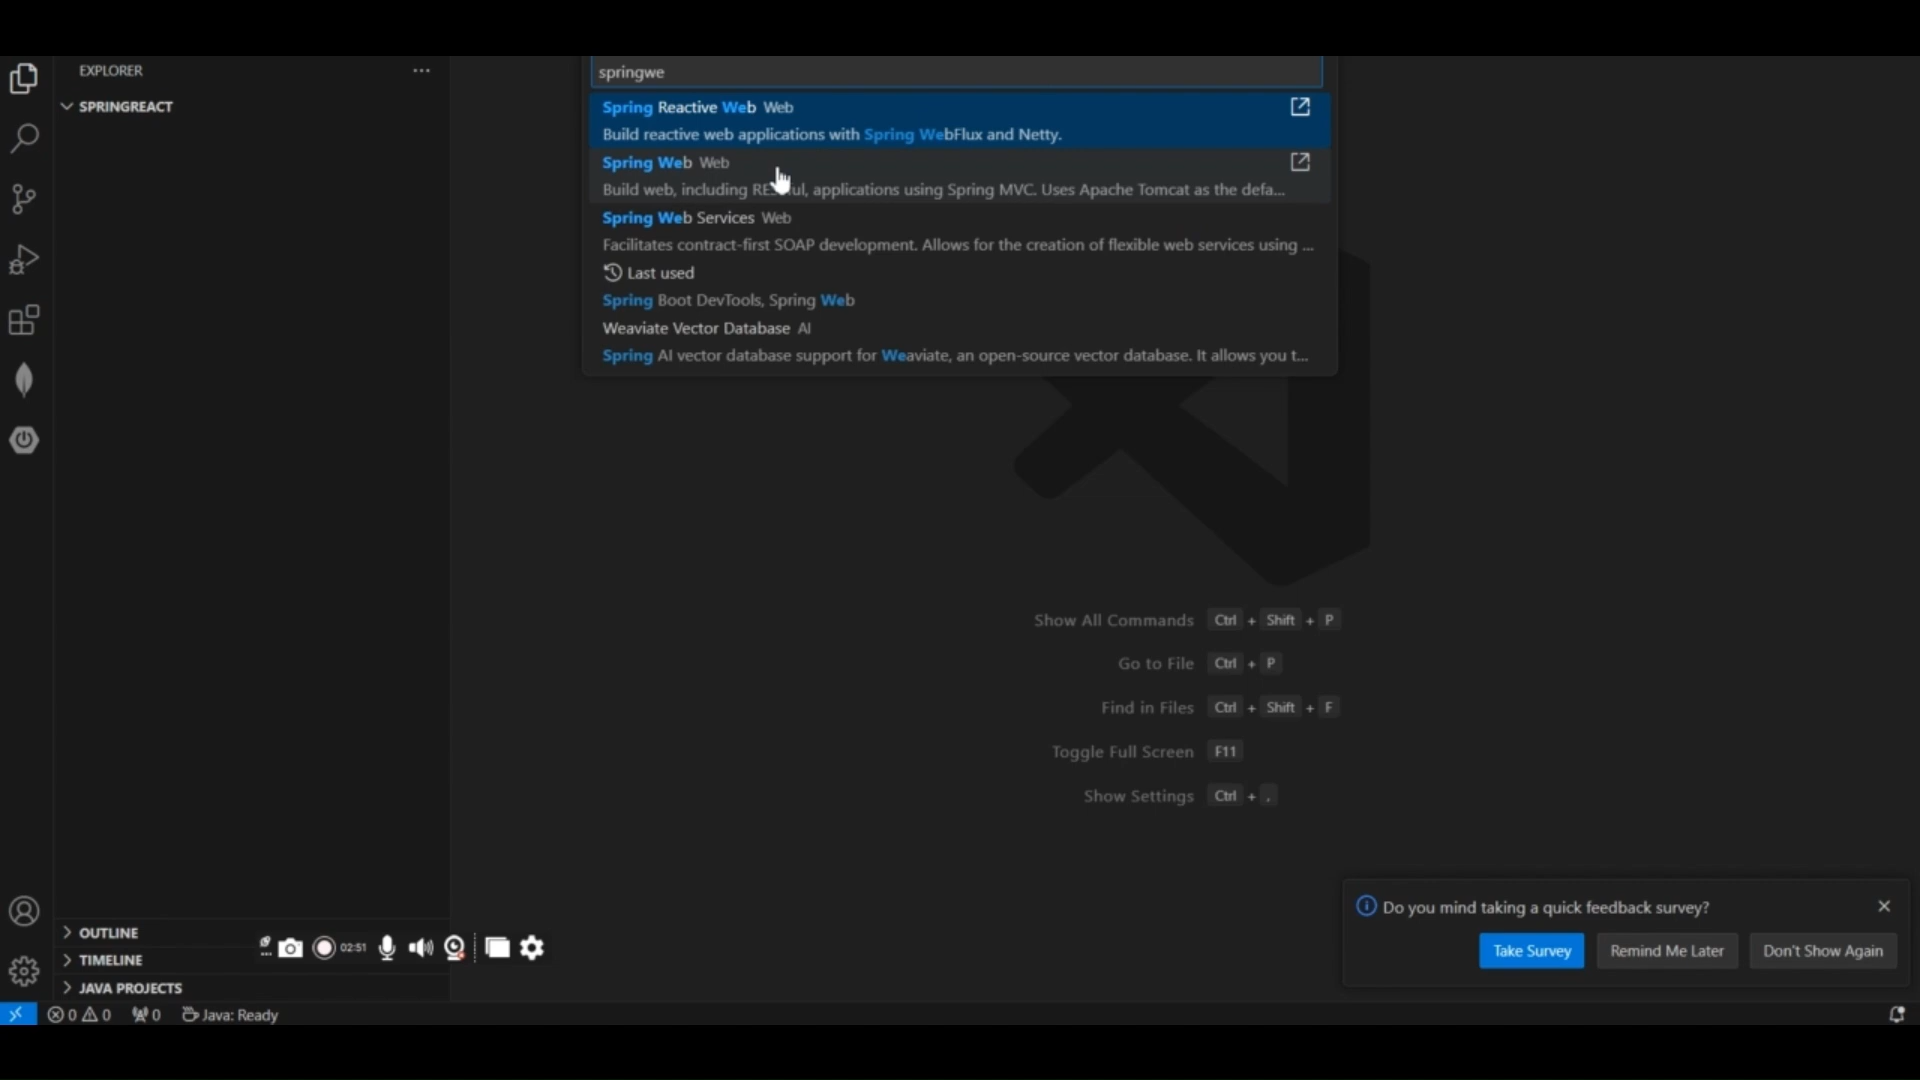 EXPLORER
SPRINGREACT
springwe
Spring Reactive Web Web
Build reactive web applications with Spring WebFlux and Netty.
Spring Web Web
Build web, including RES ul, applications using Spring MVC. Uses Apache Tomcat as the defa...
Spring Web Services Web
Facilitates contract-first SOAP development. Allows for the creation of flexible web services using ...
Last used
Spring Boot DevTools, Spring Web
Weaviate Vector Database AI
Spring AI vector database support for Weaviate, an open-source vector database. It allows you t...
Show All Commands Ctrl + Shift + P
Go to File Ctrl + P
Find in Files Ctrl + Shift + F
Toggle Full Screen F11
Show Settings Ctrl + ,
Do you mind taking a quick feedback survey?
Take Survey Remind Me Later Don't Show Again
OUTLINE
02:51
TIMELINE
JAVA PROJECTS
0 0 0 Java: Ready